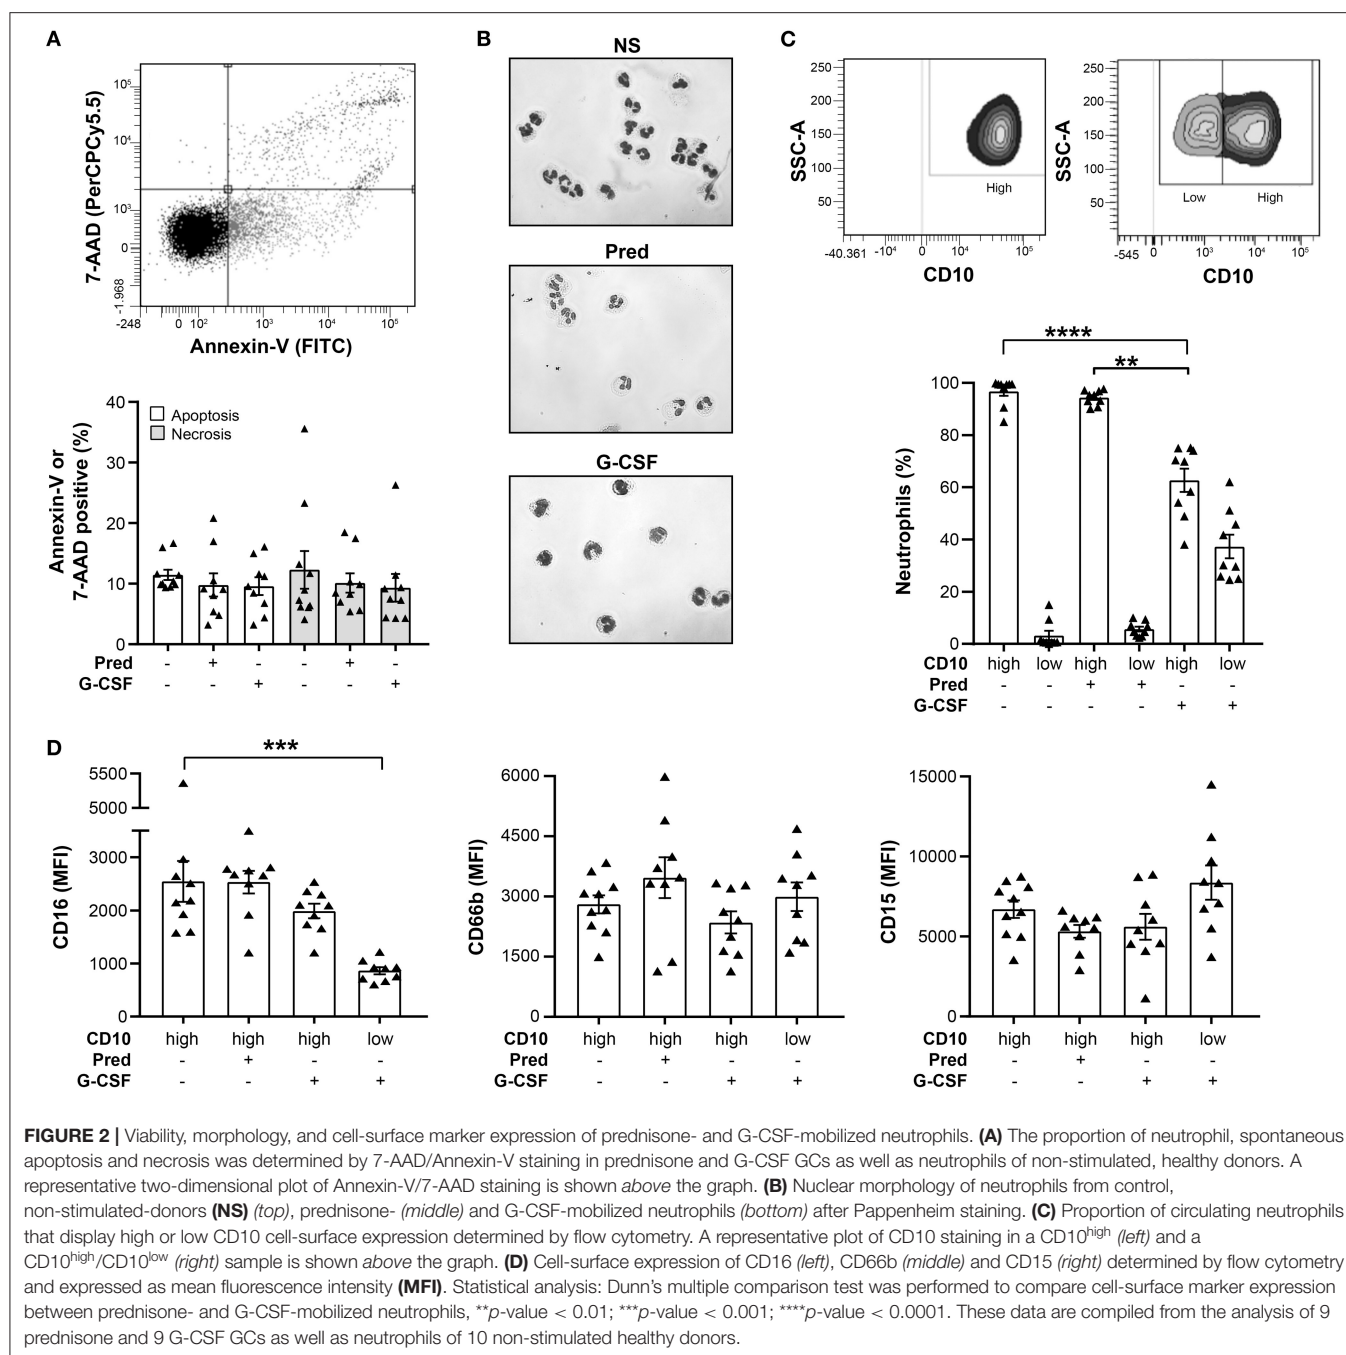 A
7-AAD (PerCPCy5.5)
10⁵
10⁴
10³
0
-1.968
-248 0 10² 10³ 10⁴ 10⁵
Annexin-V (FITC)
Annexin-V or
7-AAD positive (%)
40
30
20
10
0
Apoptosis
Necrosis
Pred - + - - + -
G-CSF - - + - - +
B
NS
Pred
G-CSF
C
SSC-A
250
200
150
100
50
High
-40.361 -10⁴ 0 10⁴ 10⁵
CD10
SSC-A
250
200
150
100
50
Low High
-545 0 10³ 10⁴ 10⁵
CD10
**** 
**
Neutrophils (%)
100
80
60
40
20
0
CD10 high low high low high low
Pred - - + + - -
G-CSF - - - - + +
D
***
CD16 (MFI)
5500
5000
3000
2000
1000
0
CD10 high high high low
Pred - + - -
G-CSF - - + +
CD66b (MFI)
6000
4500
3000
1500
0
high high high low
- + - -
- - + +
CD15 (MFI)
15000
10000
5000
0
CD10 high high high low
Pred - + - -
G-CSF - - + +
FIGURE 2 | Viability, morphology, and cell-surface marker expression of prednisone- and G-CSF-mobilized neutrophils. (A) The proportion of neutrophil, spontaneous
apoptosis and necrosis was determined by 7-AAD/Annexin-V staining in prednisone and G-CSF GCs as well as neutrophils of non-stimulated, healthy donors. A
representative two-dimensional plot of Annexin-V/7-AAD staining is shown above the graph. (B) Nuclear morphology of neutrophils from control,
non-stimulated-donors (NS) (top), prednisone- (middle) and G-CSF-mobilized neutrophils (bottom) after Pappenheim staining. (C) Proportion of circulating neutrophils
that display high or low CD10 cell-surface expression determined by flow cytometry. A representative plot of CD10 staining in a CD10ʰⁱᵍʰ (left) and a
CD10ʰⁱᵍʰ/CD10ˡᵒʷ (right) sample is shown above the graph. (D) Cell-surface expression of CD16 (left), CD66b (middle) and CD15 (right) determined by flow cytometry
and expressed as mean fluorescence intensity (MFI). Statistical analysis: Dunn's multiple comparison test was performed to compare cell-surface marker expression
between prednisone- and G-CSF-mobilized neutrophils, **p-value < 0.01; ***p-value < 0.001; ****p-value < 0.0001. These data are compiled from the analysis of 9
prednisone and 9 G-CSF GCs as well as neutrophils of 10 non-stimulated healthy donors.